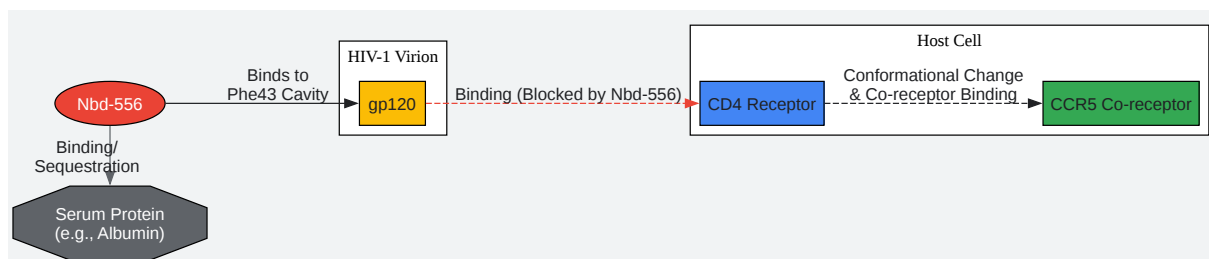 HIV-1 Virion
Host Cell
Nbd-556
Binds to
Phe43 Cavity
gp120
Binding (Blocked by Nbd-556)
CD4 Receptor
Conformational Change
& Co-receptor Binding
CCR5 Co-receptor
Binding/
Sequestration
Serum Protein
(e.g., Albumin)